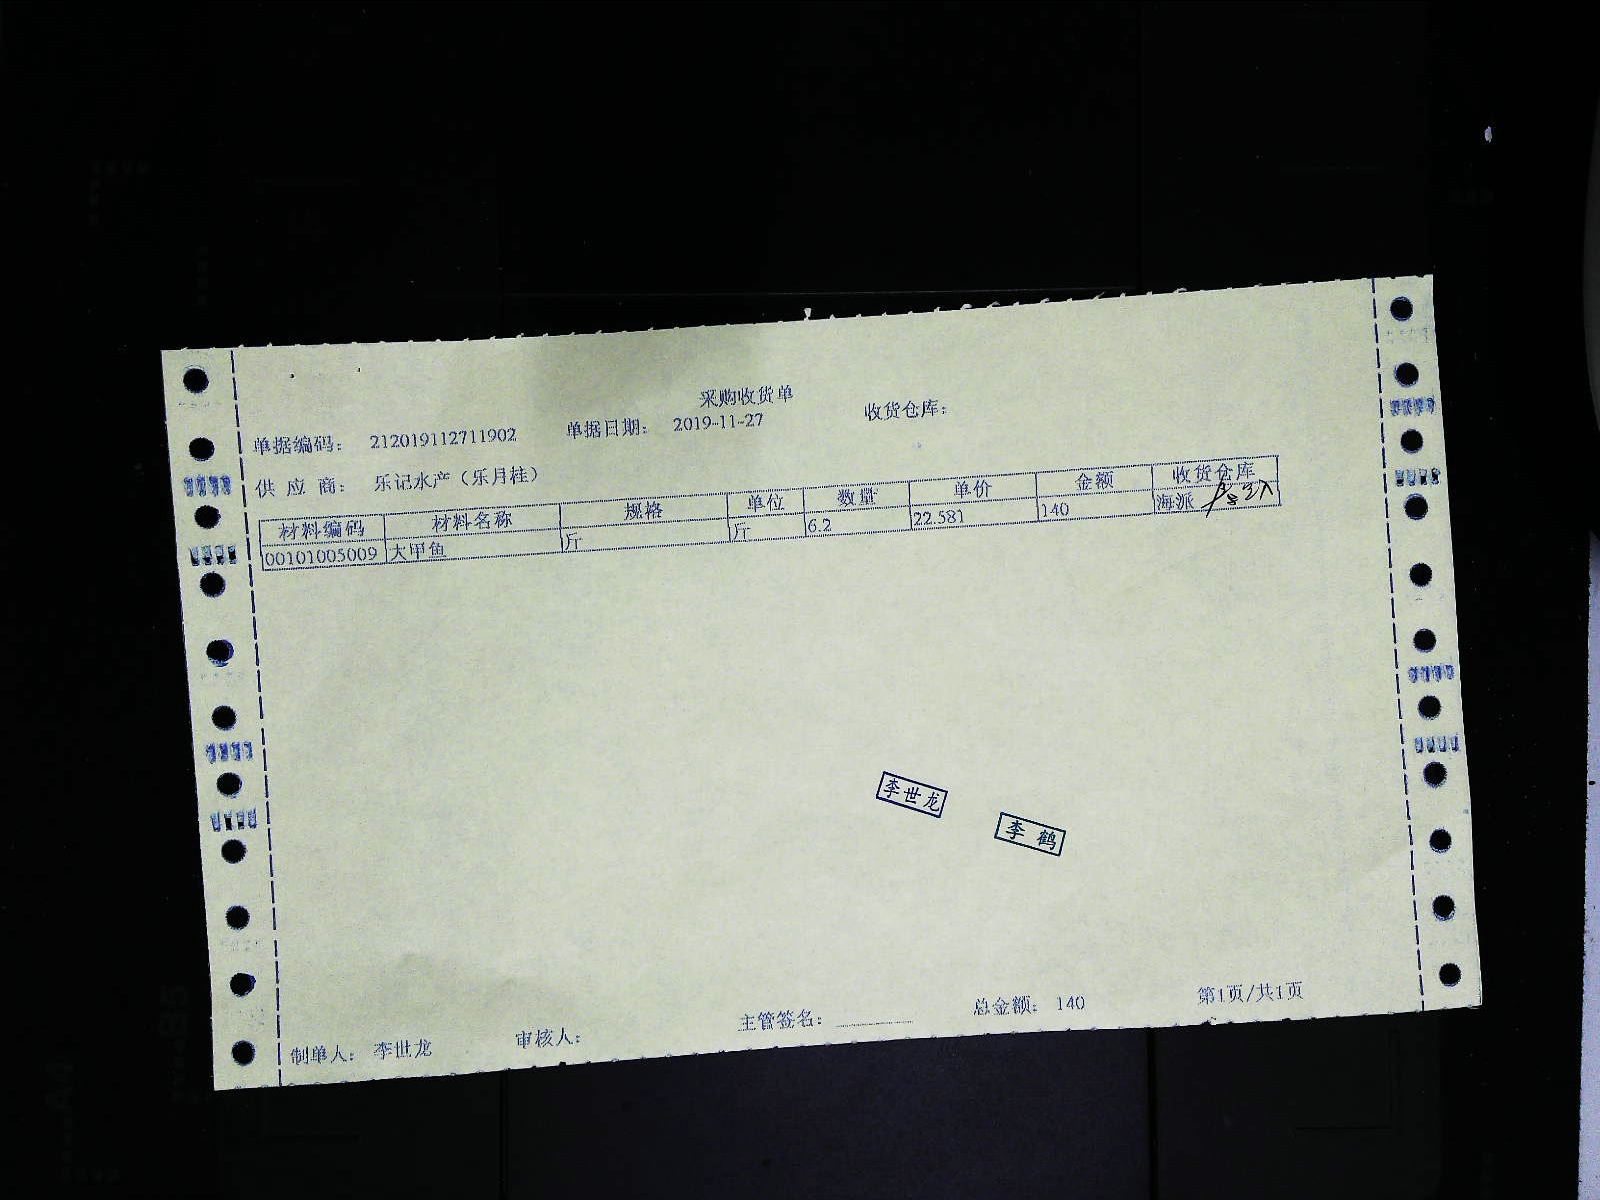 采购收货单
单据编码： 212019112711902 单据日期： 2019-11-27 收货仓库：
供 应 商： 乐记水产（乐月桂）
材料编码 材料名称 规格 单位 数量 单价 金额 收货仓库
00101005009 大甲鱼 斤 斤 6.2 22.581 140 海派
李世龙
李鹤
制单人： 李世龙 审核人： 主管签名： 总金额： 140 第1页/共1页